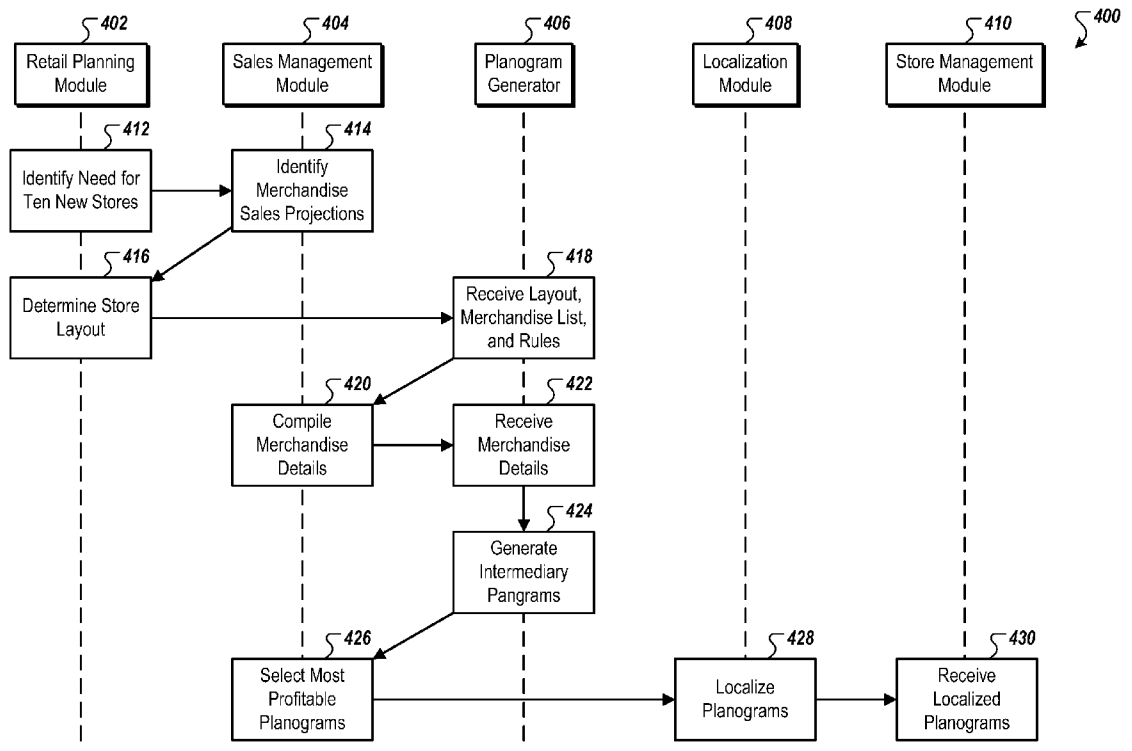 402
404
406
408
410
400
Retail Planning
Module
Sales Management
Module
Planogram
Generator
Localization
Module
Store Management
Module
412
414
Identify Need for
Ten New Stores
Identify
Merchandise
Sales Projections
416
418
Determine Store
Layout
Receive Layout,
Merchandise List,
and Rules
420
422
Compile
Merchandise
Details
Receive
Merchandise
Details
424
Generate
Intermediary
Pangrams
426
428
430
Select Most
Profitable
Planograms
Localize
Planograms
Receive
Localized
Planograms